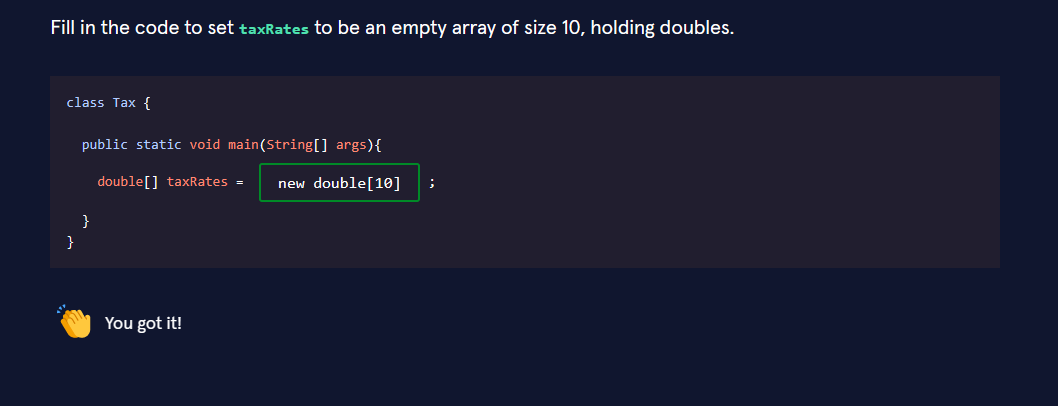 Fill in the code to set taxRates to be an empty array of size 10, holding doubles.
class Tax {
public static void main(String[] args){
double[] taxRates = new double[10] ;
}
}
You got it!